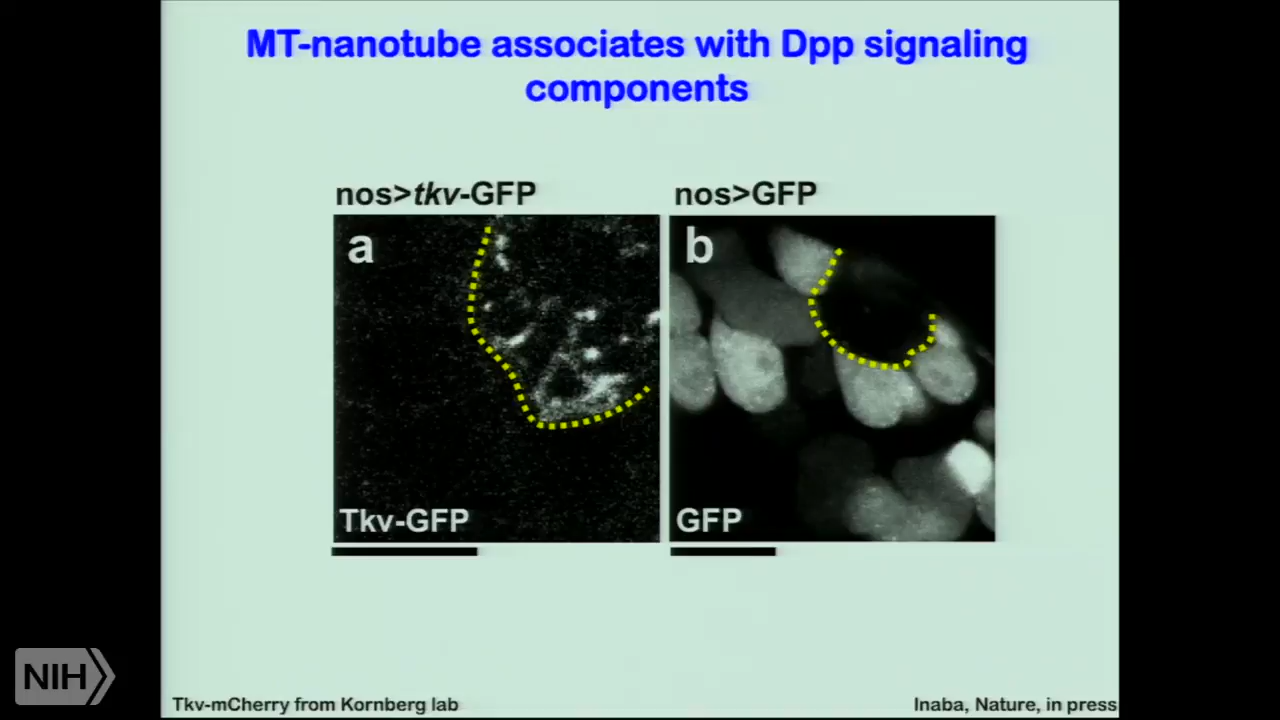 MT-nanotube associates with Dpp signaling
components
nos>tkv-GFP
nos>GFP
a
b
Tkv-GFP
GFP
NIH
Tkv-mCherry from Kornberg lab
Inaba, Nature, in press